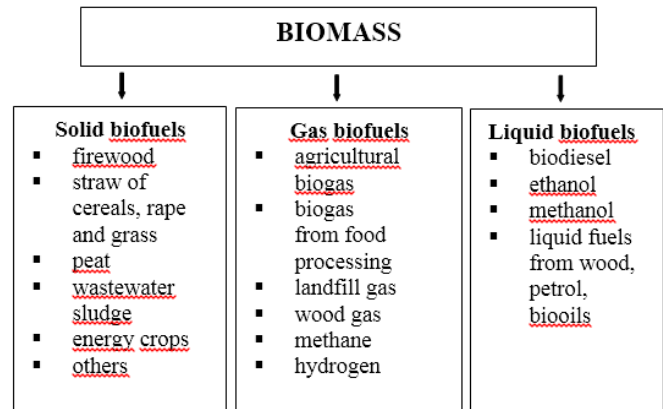 BIOMASS
Solid biofuels
▪ firewood
▪ straw of
cereals, rape
and grass
▪ peat
▪ wastewater
sludge
▪ energy crops
▪ others
Gas biofuels
▪ agricultural
biogas
▪ biogas
from food
processing
▪ landfill gas
▪ wood gas
▪ methane
▪ hydrogen
Liquid biofuels
▪ biodiesel
▪ ethanol
▪ methanol
▪ liquid fuels
from wood,
petrol,
biooils